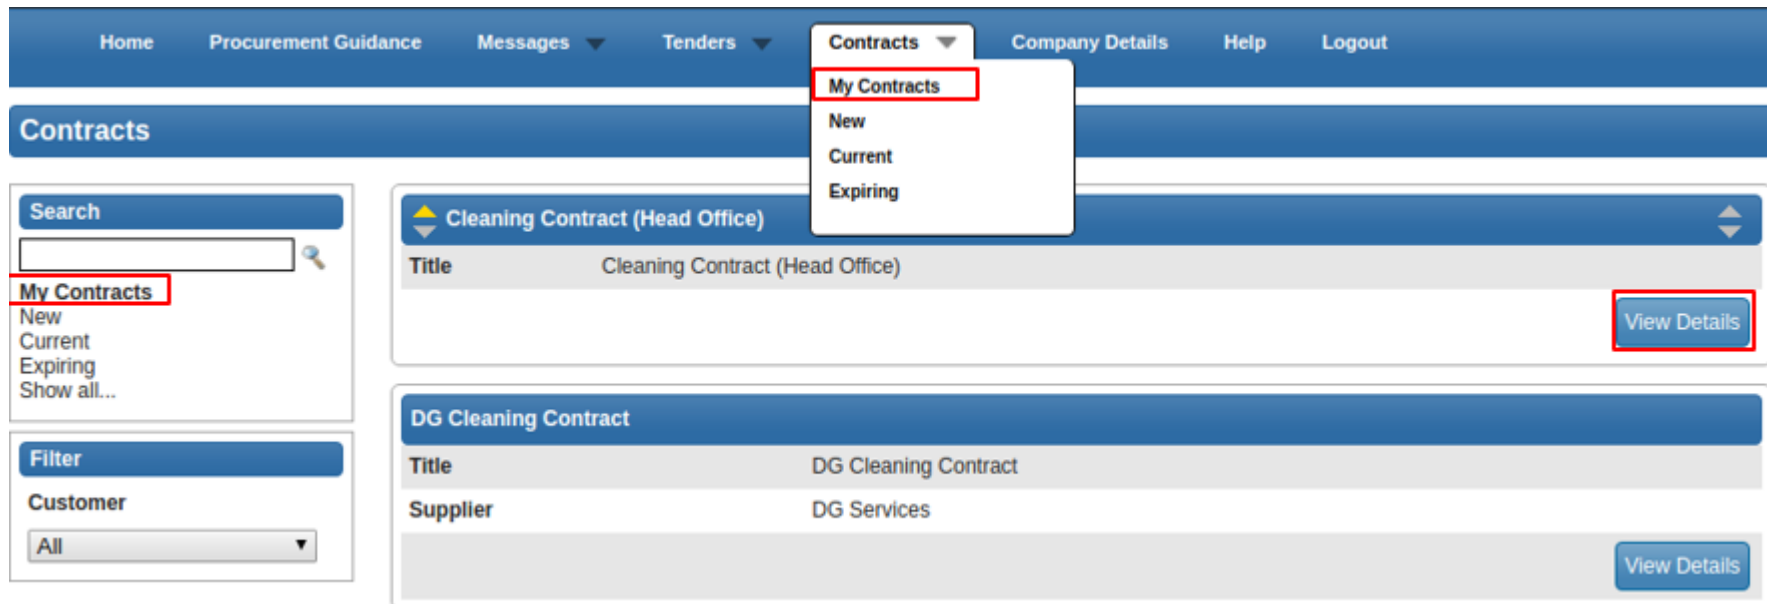 Home Procurement Guidance Messages Tenders Contracts Company Details Help Logout
My Contracts
New
Current
Expiring
Contracts
Search
My Contracts
New
Current
Expiring
Show all...
Filter
Customer
All
Cleaning Contract (Head Office)
Title Cleaning Contract (Head Office)
View Details
DG Cleaning Contract
Title DG Cleaning Contract
Supplier DG Services
View Details